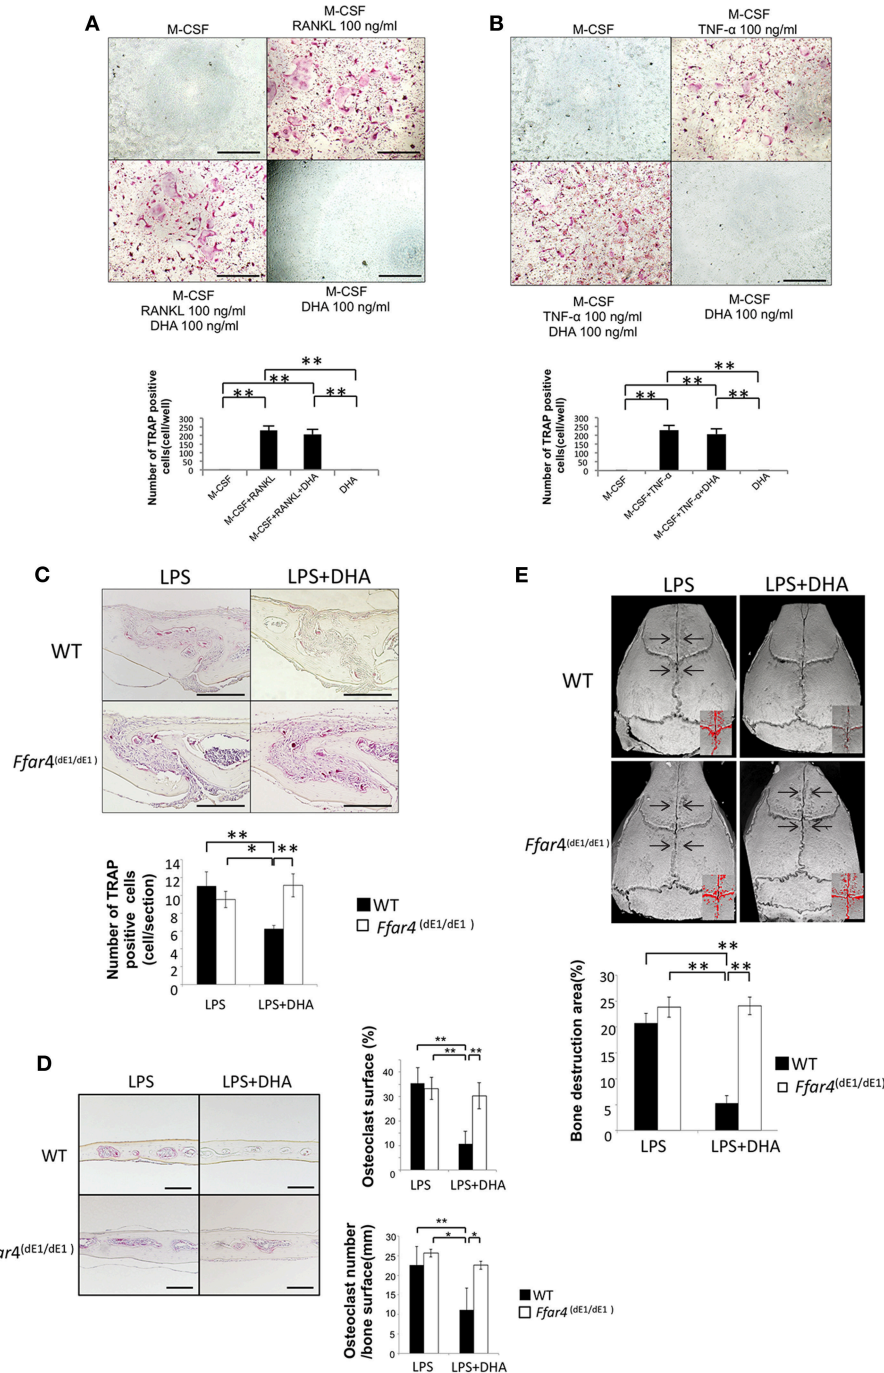 A
M-CSF
M-CSF
RANKL 100 ng/ml
M-CSF
RANKL 100 ng/ml
DHA 100 ng/ml
M-CSF
DHA 100 ng/ml
**
**
**
**
Number of TRAP positive
cells(cell/well)
300
250
200
150
100
50
0
M-CSF
M-CSF+RANKL
M-CSF+RANKL+DHA
DHA
B
M-CSF
M-CSF
TNF-α 100 ng/ml
M-CSF
TNF-α 100 ng/ml
DHA 100 ng/ml
M-CSF
DHA 100 ng/ml
**
**
**
**
Number of TRAP positive
cells(cell/well)
300
250
200
150
100
50
0
M-CSF
M-CSF+TNF-α
M-CSF+TNF-α+DHA
DHA
C
LPS
LPS+DHA
WT
Ffar4(dE1/dE1)
**
*
**
Number of TRAP
positive cells
(cell/section)
14
12
10
8
6
4
2
0
LPS
LPS+DHA
WT
Ffar4(dE1/dE1)
D
LPS
LPS+DHA
WT
ar4(dE1/dE1)
**
**
**
Osteoclast surface (%)
40
30
20
10
0
LPS
LPS+DHA
**
*
*
Osteoclast number
/bone surface(mm)
30
25
20
15
10
5
0
LPS
LPS+DHA
WT
Ffar4(dE1/dE1)
E
LPS
LPS+DHA
WT
Ffar4(dE1/dE1)
**
**
**
Bone destruction area(%)
30
25
20
15
10
5
0
LPS
LPS+DHA
WT
Ffar4(dE1/dE1)